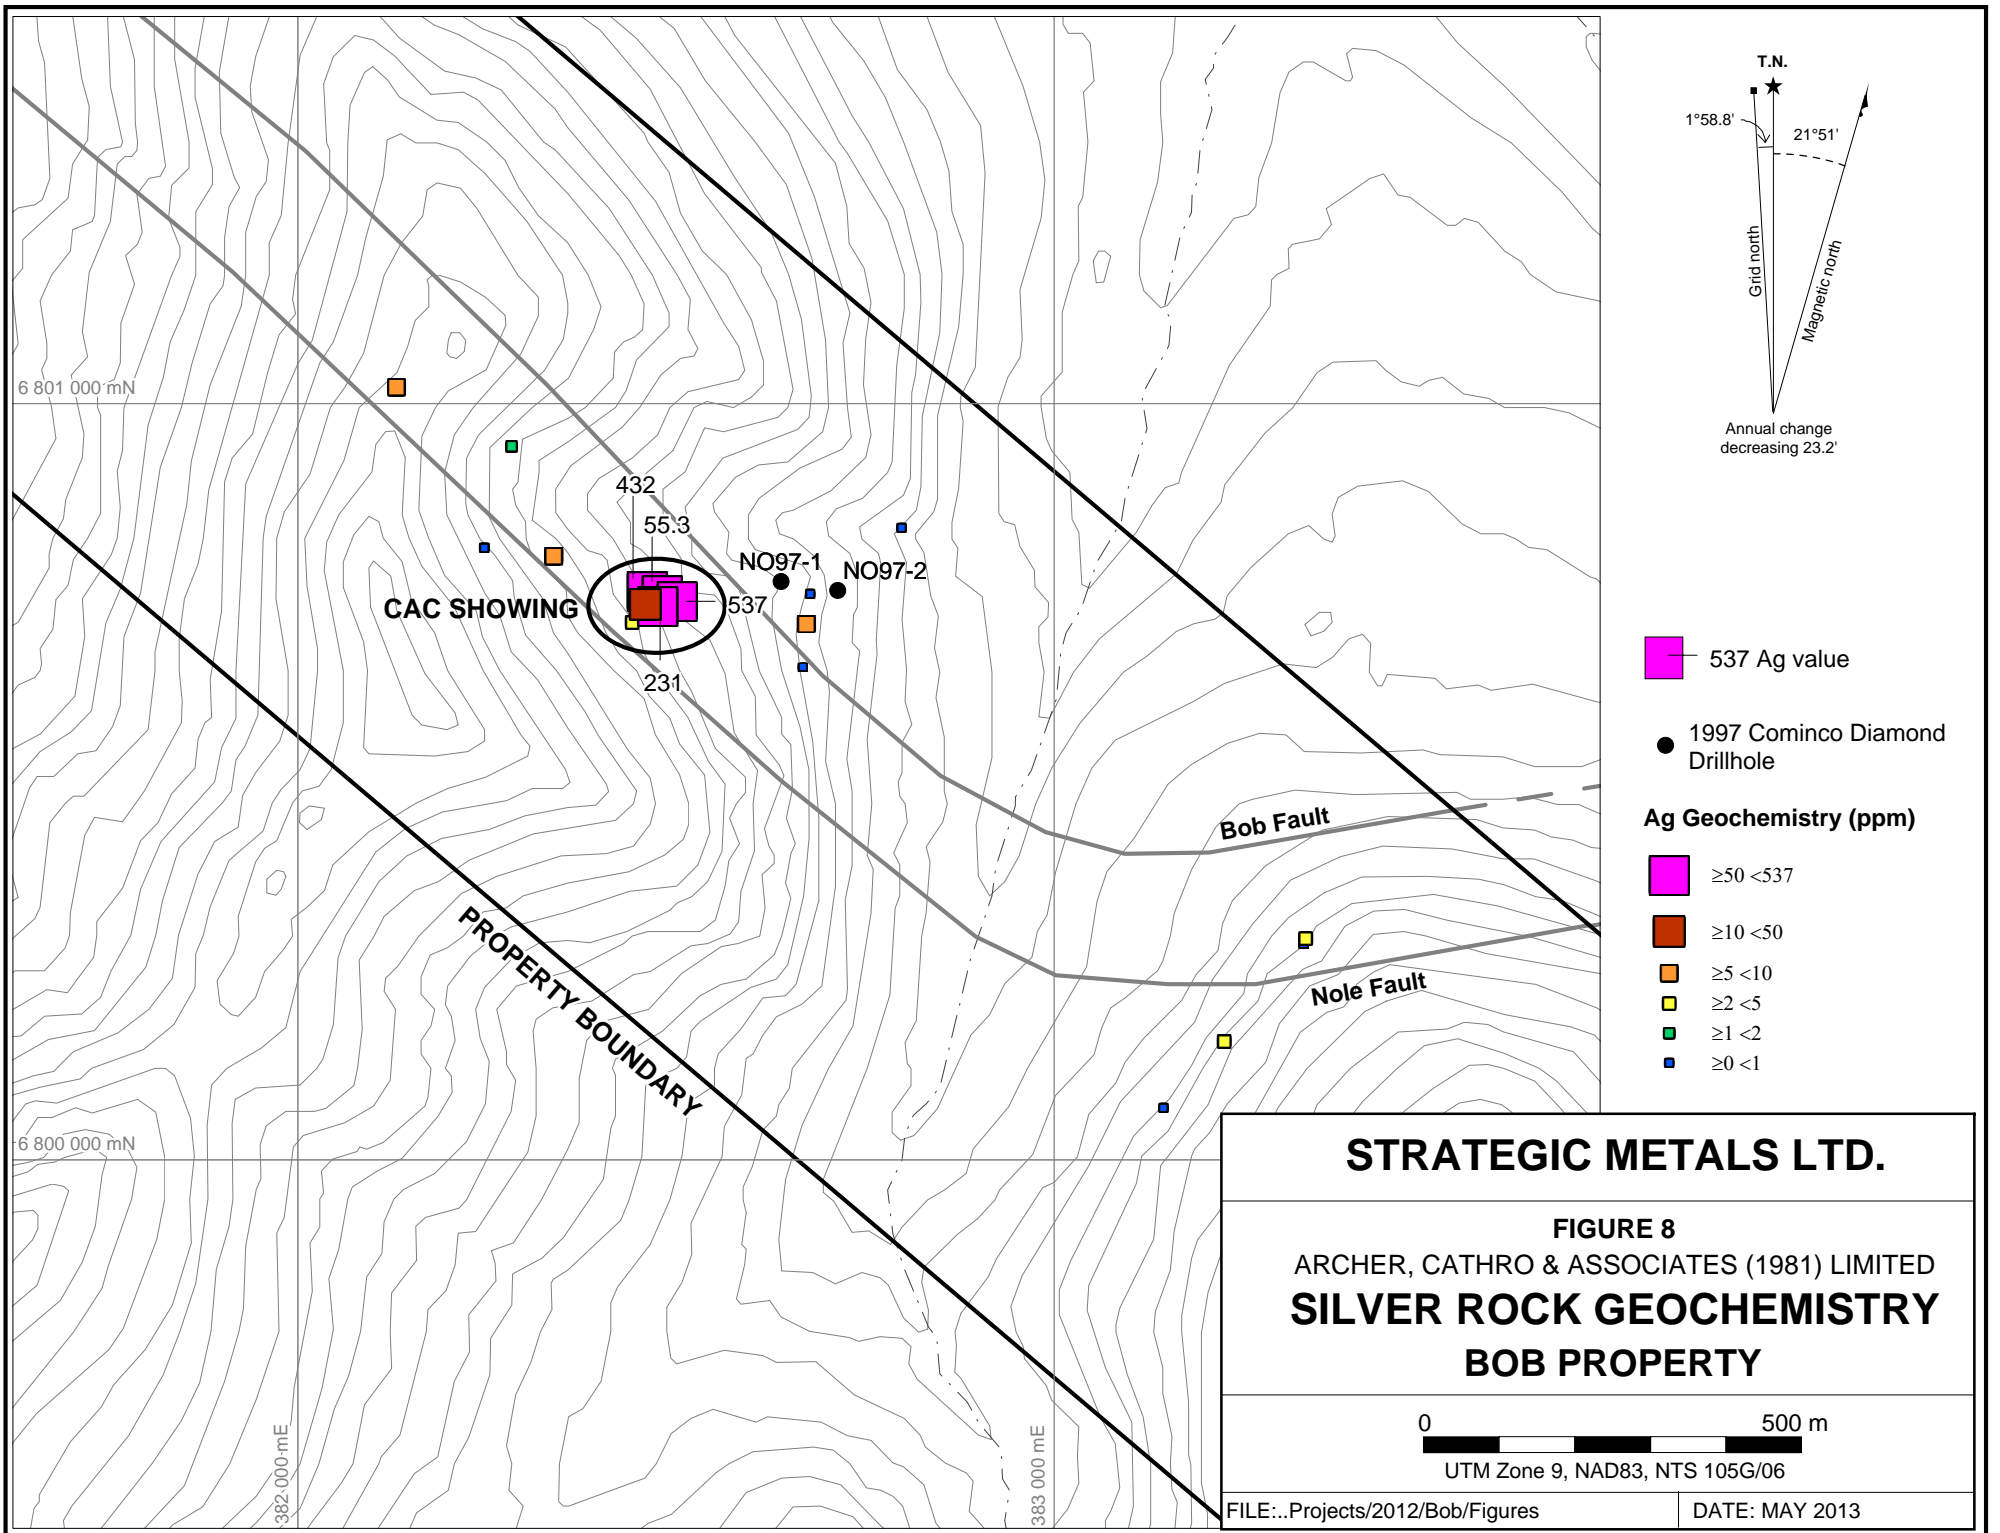 T.N.
1°58.8'
21°51'
Grid north
Magnetic north
Annual change
decreasing 23.2'
6 801 000 mN
432
55.3
NO97-1
NO97-2
CAC SHOWING
537
231
537 Ag value
1997 Cominco Diamond
Drillhole
Ag Geochemistry (ppm)
≥50 <537
≥10 <50
≥5 <10
≥2 <5
≥1 <2
≥0 <1
Bob Fault
Nole Fault
PROPERTY BOUNDARY
6 800 000 mN
382 000 mE
383 000 mE
STRATEGIC METALS LTD.
FIGURE 8
ARCHER, CATHRO & ASSOCIATES (1981) LIMITED
SILVER ROCK GEOCHEMISTRY
BOB PROPERTY
0 500 m
UTM Zone 9, NAD83, NTS 105G/06
FILE:..Projects/2012/Bob/Figures
DATE: MAY 2013